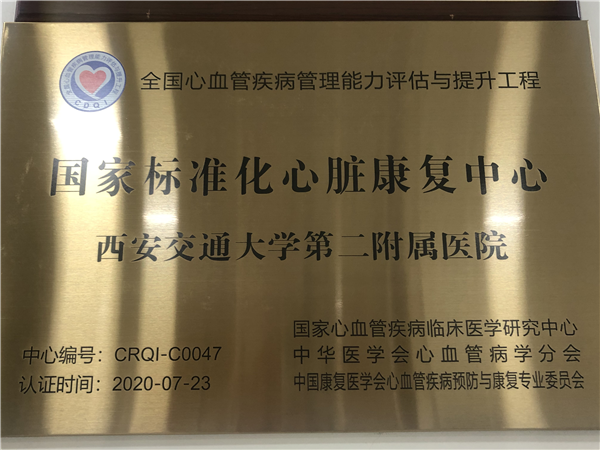 全国心血管疾病管理能力评估与提升工程
CDQI
国家标准化心脏康复中心
西安交通大学第二附属医院
中心编号：CRQI-C0047
认证时间：2020-07-23
国家心血管疾病临床医学研究中心
中华医学会心血管病学分会
中国康复医学会心血管疾病预防与康复专业委员会